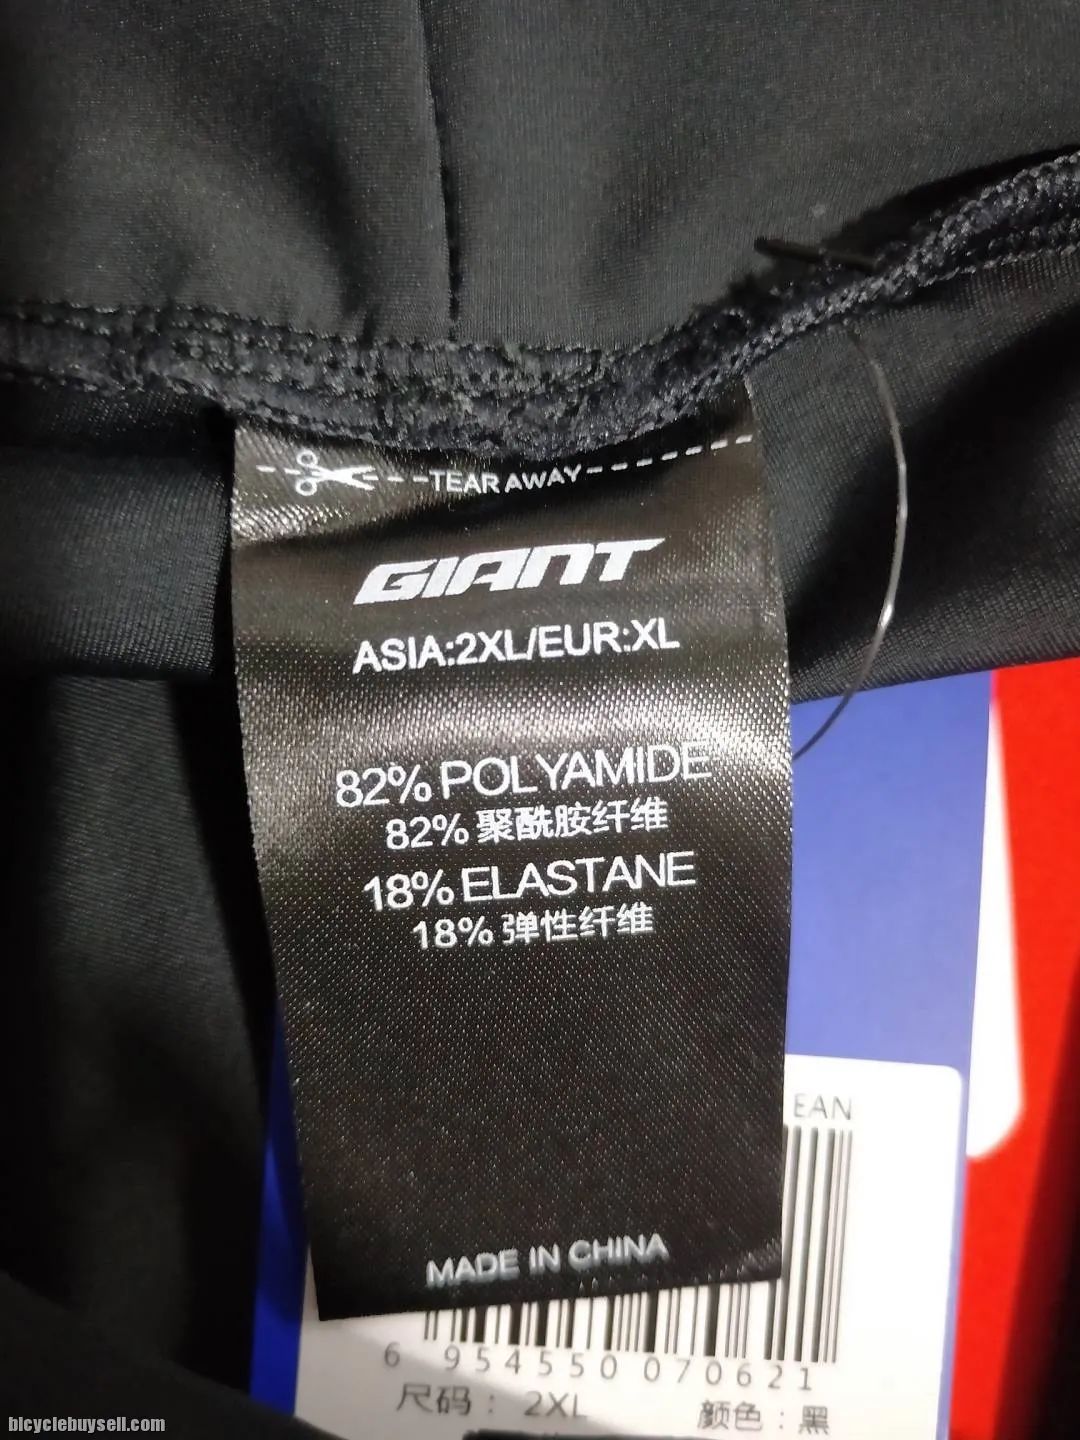 TEAR AWAY
GIANT
ASIA:2XL/EUR:XL
82% POLYAMIDE
82% 聚酰胺纤维
18% ELASTANE
18% 弹性纤维
MADE IN CHINA
EAN
6 954550 070621
尺码： 2XL
颜色：黑
bicyclebuysell.com